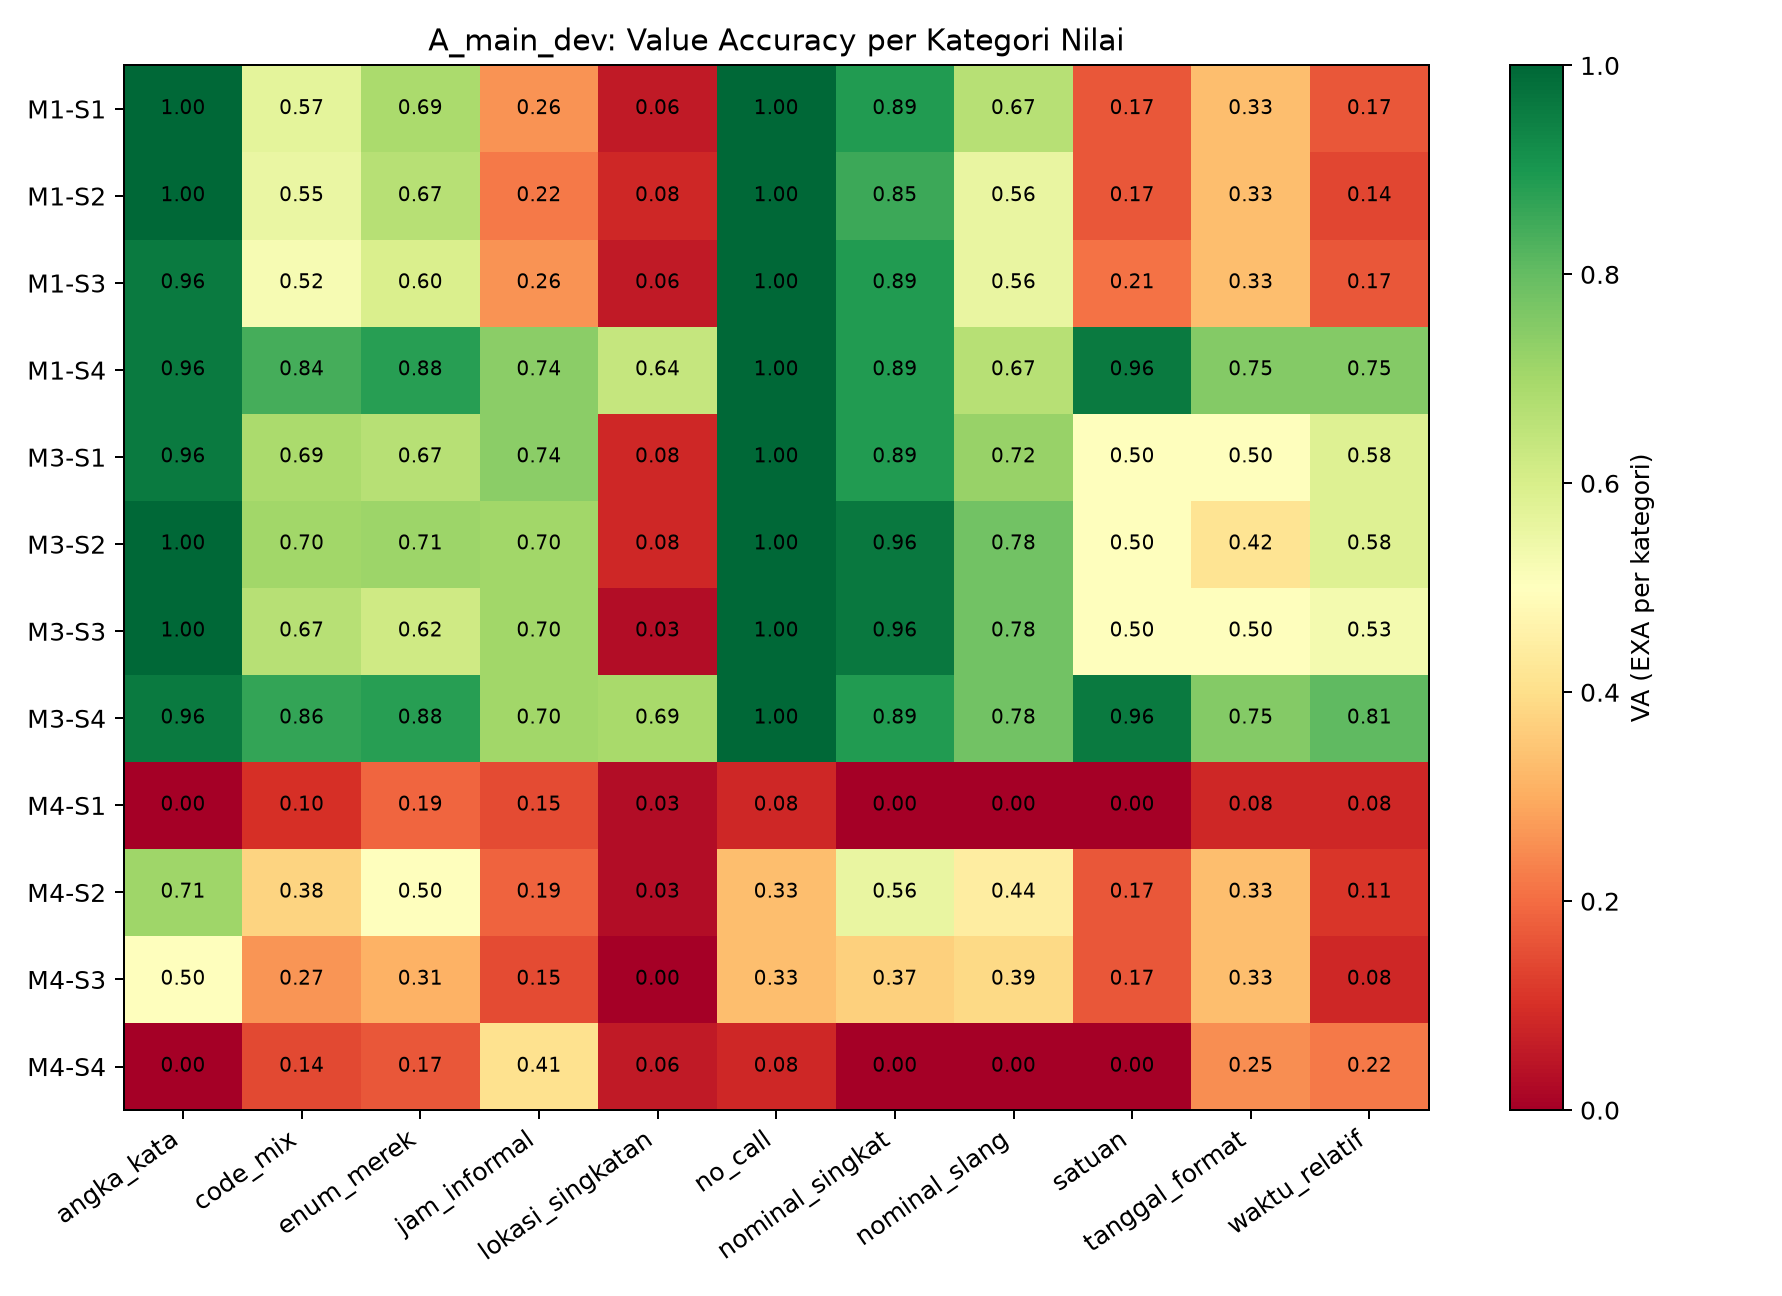 A_main_dev: Value Accuracy per Kategori Nilai
M1-S1 1.00 0.57 0.69 0.26 0.06 1.00 0.89 0.67 0.17 0.33 0.17
M1-S2 1.00 0.55 0.67 0.22 0.08 1.00 0.85 0.56 0.17 0.33 0.14
M1-S3 0.96 0.52 0.60 0.26 0.06 1.00 0.89 0.56 0.21 0.33 0.17
M1-S4 0.96 0.84 0.88 0.74 0.64 1.00 0.89 0.67 0.96 0.75 0.75
M3-S1 0.96 0.69 0.67 0.74 0.08 1.00 0.89 0.72 0.50 0.50 0.58
M3-S2 1.00 0.70 0.71 0.70 0.08 1.00 0.96 0.78 0.50 0.42 0.58
M3-S3 1.00 0.67 0.62 0.70 0.03 1.00 0.96 0.78 0.50 0.50 0.53
M3-S4 0.96 0.86 0.88 0.70 0.69 1.00 0.89 0.78 0.96 0.75 0.81
M4-S1 0.00 0.10 0.19 0.15 0.03 0.08 0.00 0.00 0.00 0.08 0.08
M4-S2 0.71 0.38 0.50 0.19 0.03 0.33 0.56 0.44 0.17 0.33 0.11
M4-S3 0.50 0.27 0.31 0.15 0.00 0.33 0.37 0.39 0.17 0.33 0.08
M4-S4 0.00 0.14 0.17 0.41 0.06 0.08 0.00 0.00 0.00 0.25 0.22
angka_kata code_mix enum_merek jam_informal lokasi_singkatan no_call nominal_singkat nominal_slang satuan tanggal_format waktu_relatif
1.0
0.8
0.6
0.4
0.2
0.0
VA (EXA per kategori)